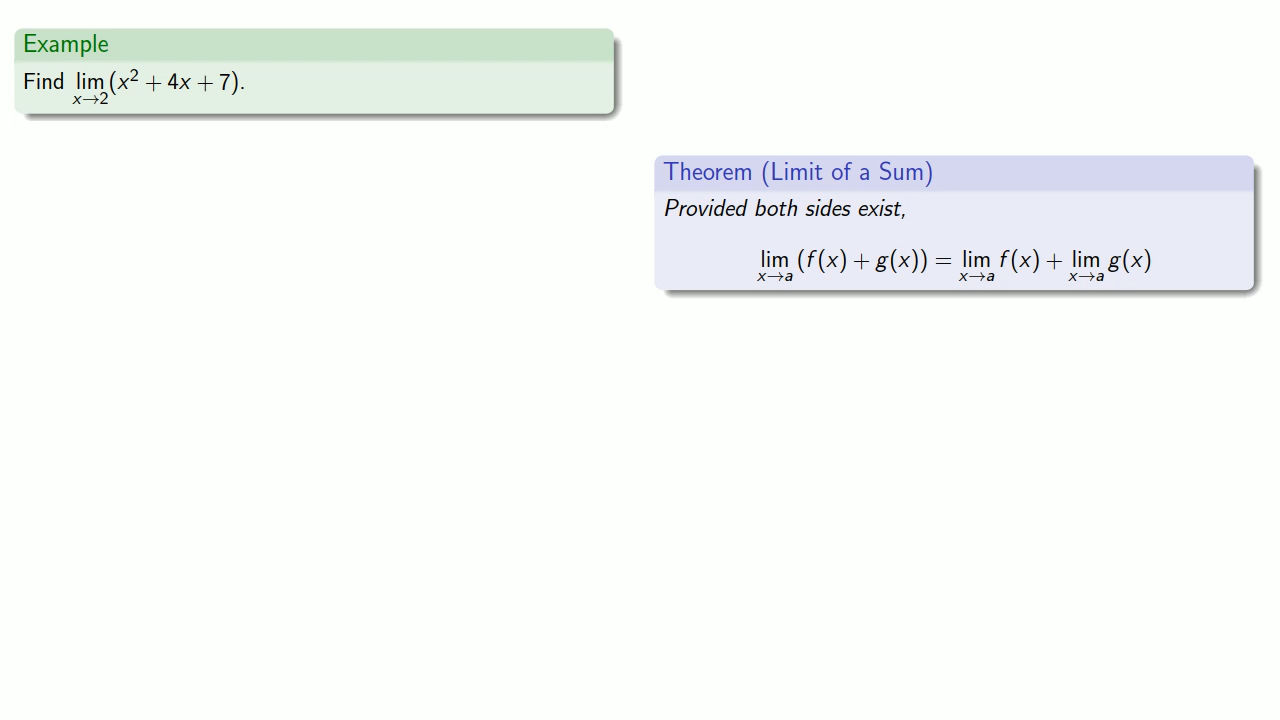 Example
Find lim_{x→2} (x² + 4x + 7).
Theorem (Limit of a Sum)
Provided both sides exist,
lim_{x→a} (f(x) + g(x)) = lim_{x→a} f(x) + lim_{x→a} g(x)